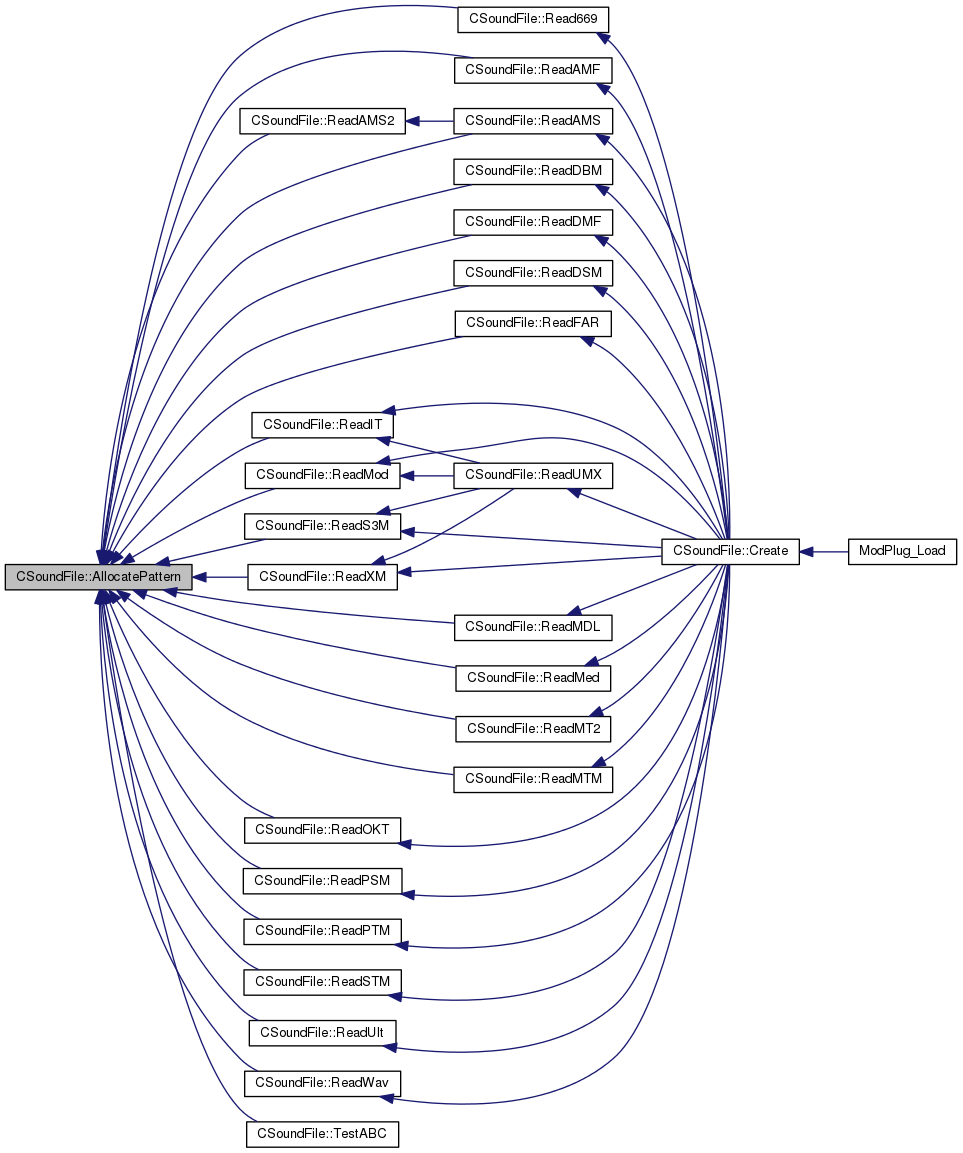 CSoundFile::Read669
CSoundFile::ReadAMF
CSoundFile::ReadAMS2
CSoundFile::ReadAMS
CSoundFile::ReadDBM
CSoundFile::ReadDMF
CSoundFile::ReadDSM
CSoundFile::ReadFAR
CSoundFile::ReadIT
CSoundFile::ReadMod
CSoundFile::ReadUMX
CSoundFile::ReadS3M
CSoundFile::Create
ModPlug_Load
CSoundFile::AllocatePattern
CSoundFile::ReadXM
CSoundFile::ReadMDL
CSoundFile::ReadMed
CSoundFile::ReadMT2
CSoundFile::ReadMTM
CSoundFile::ReadOKT
CSoundFile::ReadPSM
CSoundFile::ReadPTM
CSoundFile::ReadSTM
CSoundFile::ReadUlt
CSoundFile::ReadWav
CSoundFile::TestABC